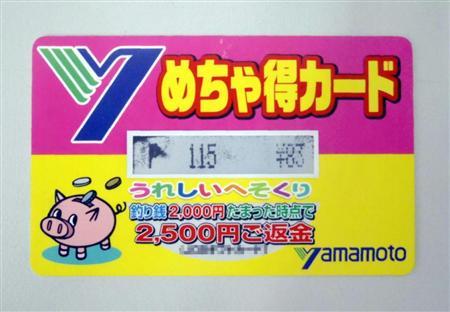 めちゃ得カード
115 ¥83
うれしいへそくり
釣り銭2,000円たまった時点で
2,500円ご返金
Yamamoto